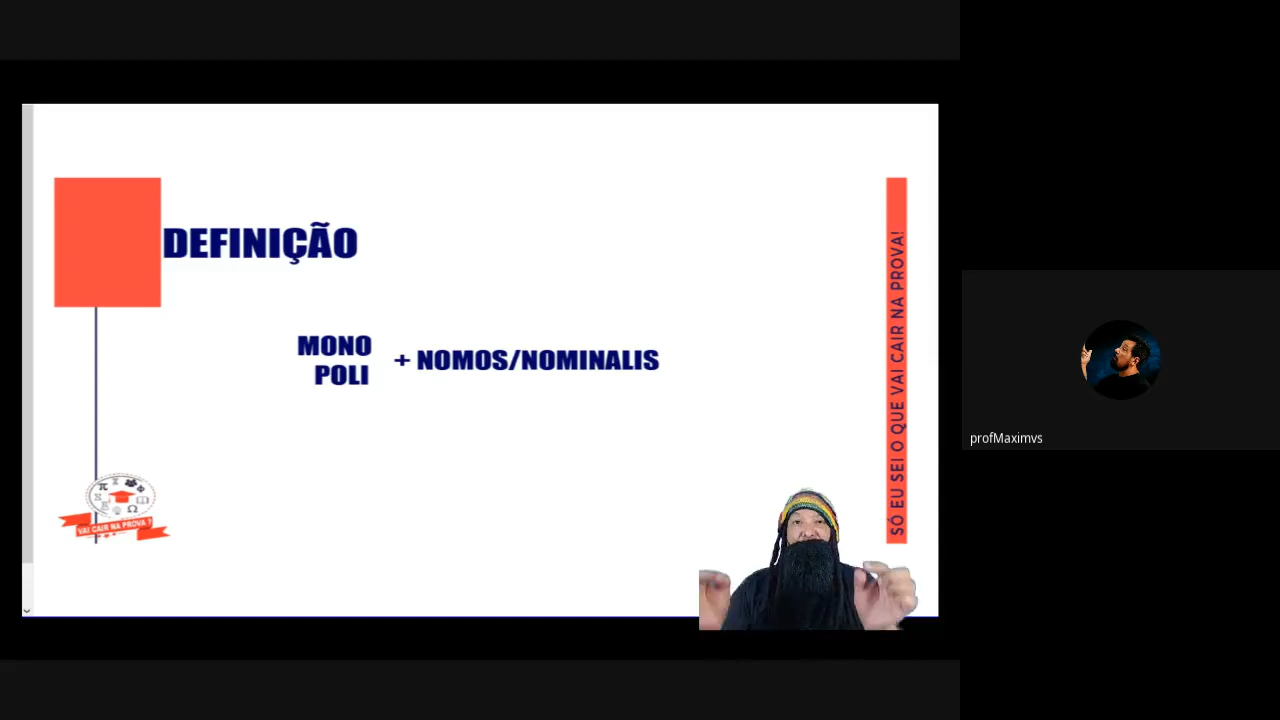 DEFINIÇÃO
MONO
POLI
+ NOMOS/NOMINALIS
SÓ EU SEI O QUE VAI CAIR NA PROVA!
VAI CAIR NA PROVA ?
profMaximvs